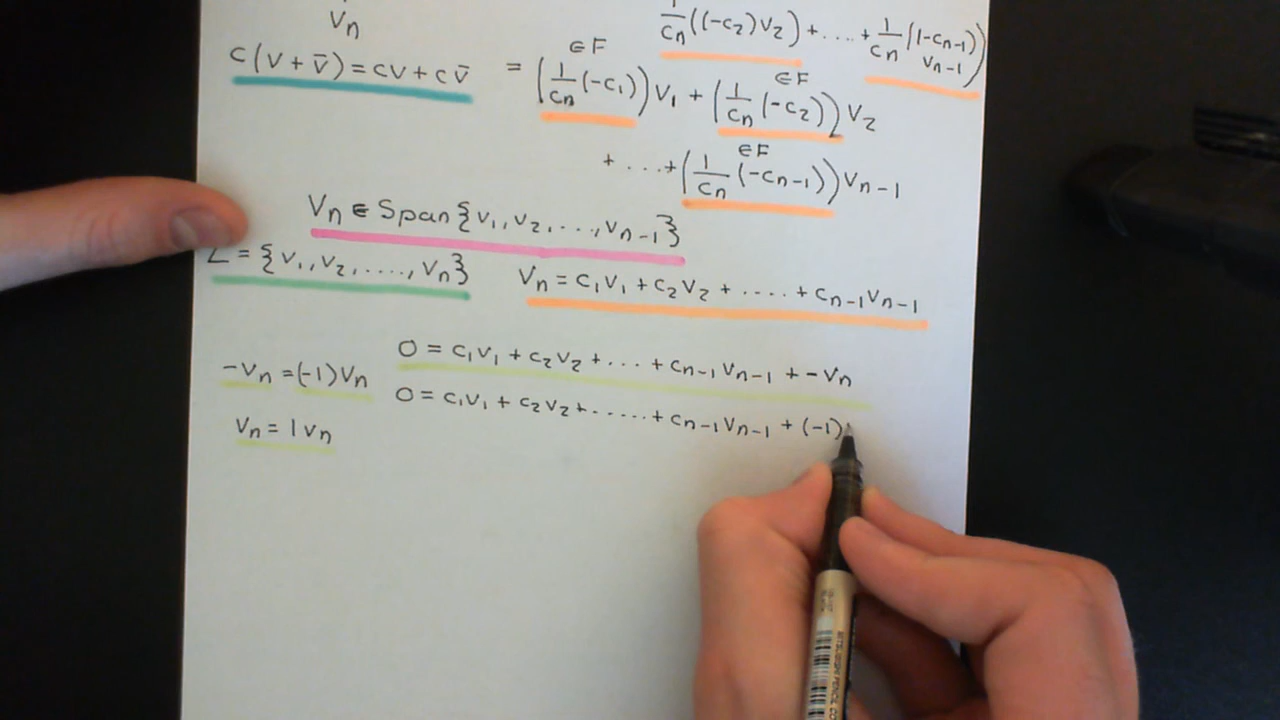 Vn
1/cn((-c2)v2) + .... + 1/cn(1-cn-1)vn-1)
c(v + v̄) = cv + cv̄
= (1/cn(-c1))v1 + (1/cn(-c2))v2
∈F
∈F
+ ... + (1/cn(-cn-1))vn-1
∈F
Vn ∈ Span{v1, v2, ..., vn-1}
L = {v1, v2, ...., vn}
Vn = c1v1 + c2v2 + .... + cn-1vn-1
0 = c1v1 + c2v2 + ... + cn-1vn-1 + -vn
-vn = (-1)vn
0 = c1v1 + c2v2 + ...... + cn-1vn-1 + (-1)
vn = 1vn